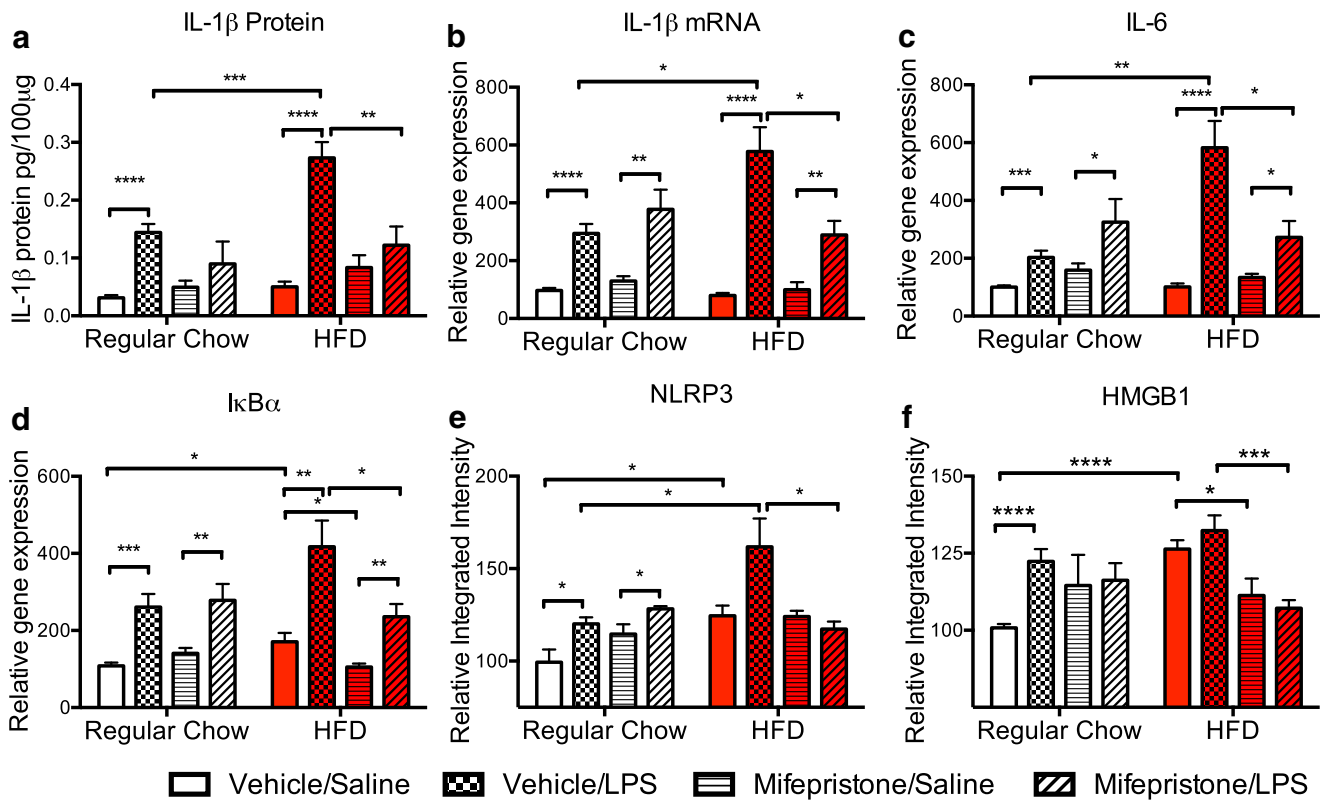 a
IL-1β Protein
IL-1β protein pg/100μg
0.4
0.3
0.2
0.1
0.0
****
***
****
**
Regular Chow
HFD
b
IL-1β mRNA
Relative gene expression
800
600
400
200
0
****
**
*
****
*
**
Regular Chow
HFD
c
IL-6
Relative gene expression
800
600
400
200
0
***
*
**
****
*
*
Regular Chow
HFD
d
IκBα
Relative gene expression
600
400
200
0
***
**
*
**
*
*
**
Regular Chow
HFD
e
NLRP3
Relative Integrated Intensity
200
150
100
*
*
*
*
*
Regular Chow
HFD
f
HMGB1
Relative Integrated Intensity
150
125
100
****
****
*
***
Regular Chow
HFD
Vehicle/Saline
Vehicle/LPS
Mifepristone/Saline
Mifepristone/LPS